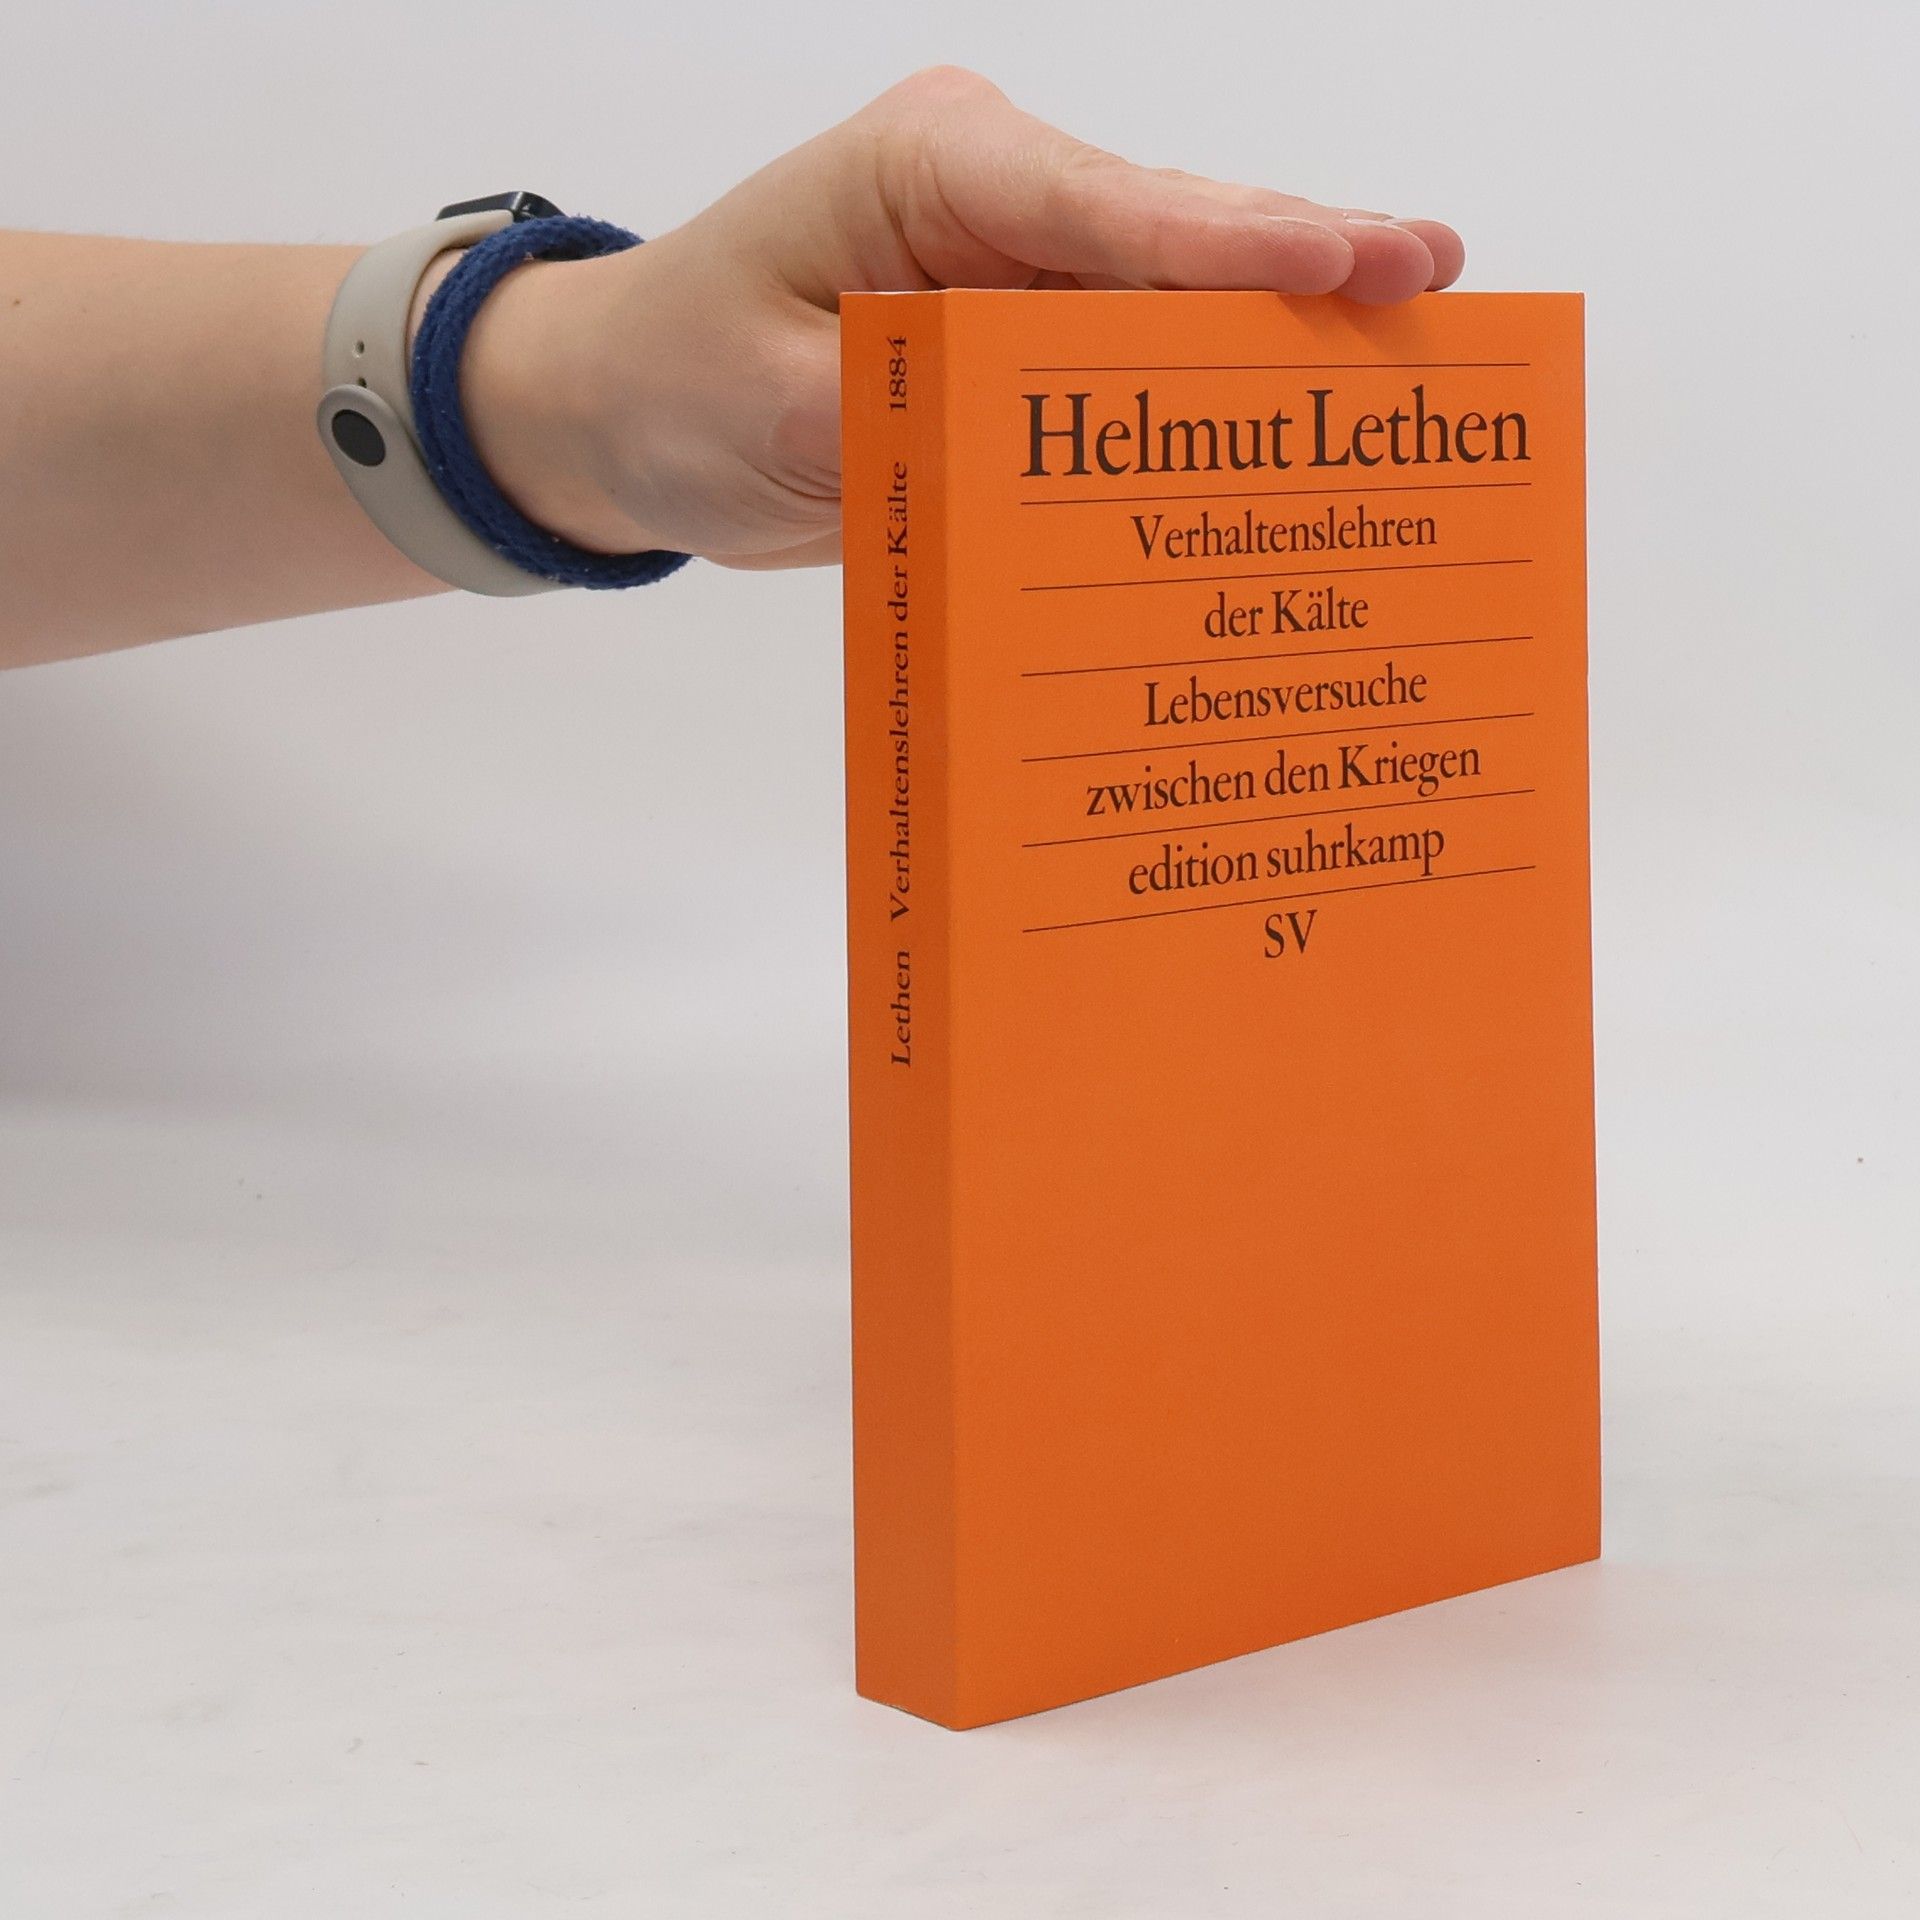 Helmut Lethen
Verhaltenslehren
der Kälte
Lebensversuche
zwischen den Kriegen
edition suhrkamp
SV
Lethen Verhaltenslehren der Kälte 1884